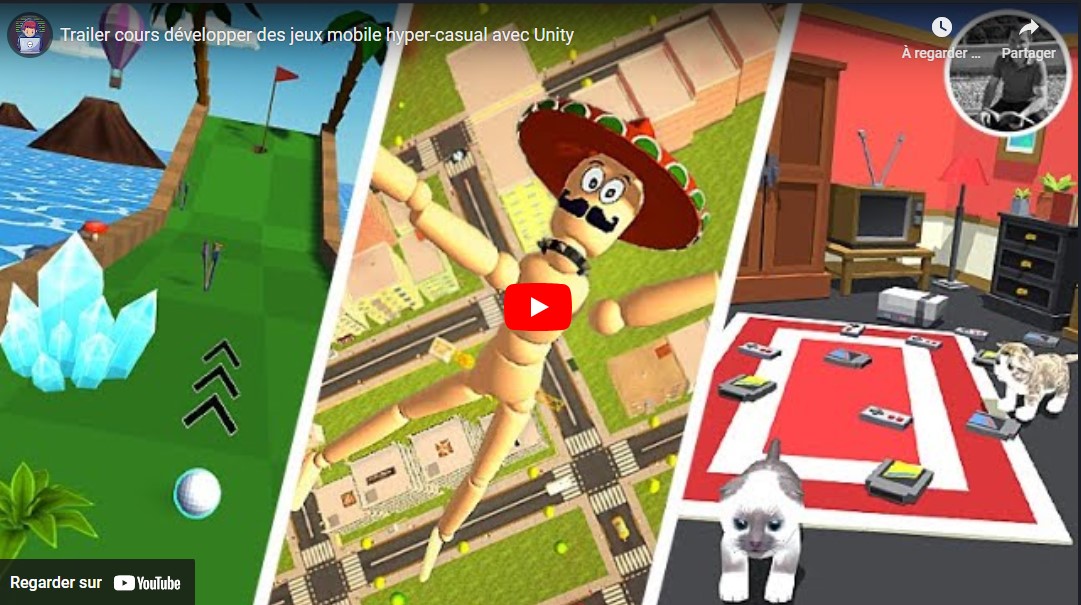 Trailer cours développer des jeux mobile hyper-casual avec Unity
À regarder ...
Partager
Regarder sur YouTube